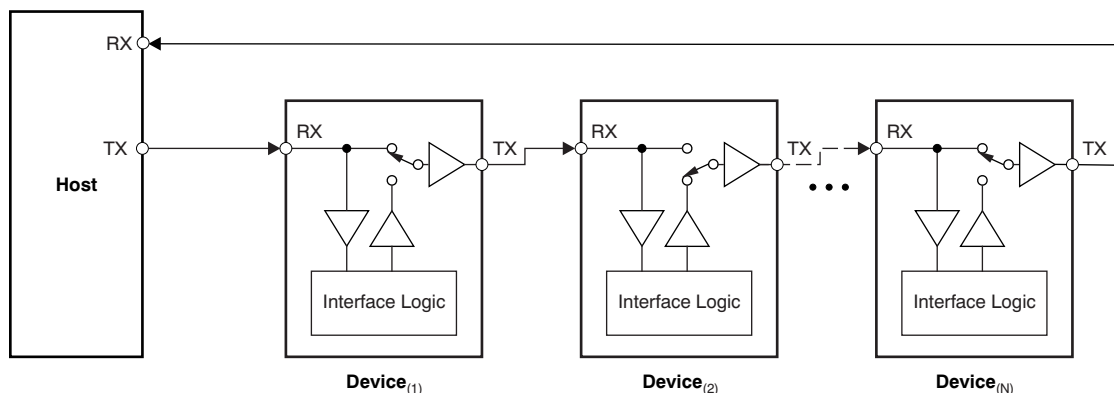 RX
TX
Host
RX
TX
Interface Logic
Device(1)
RX
TX
Interface Logic
Device(2)
RX
TX
Interface Logic
Device(N)